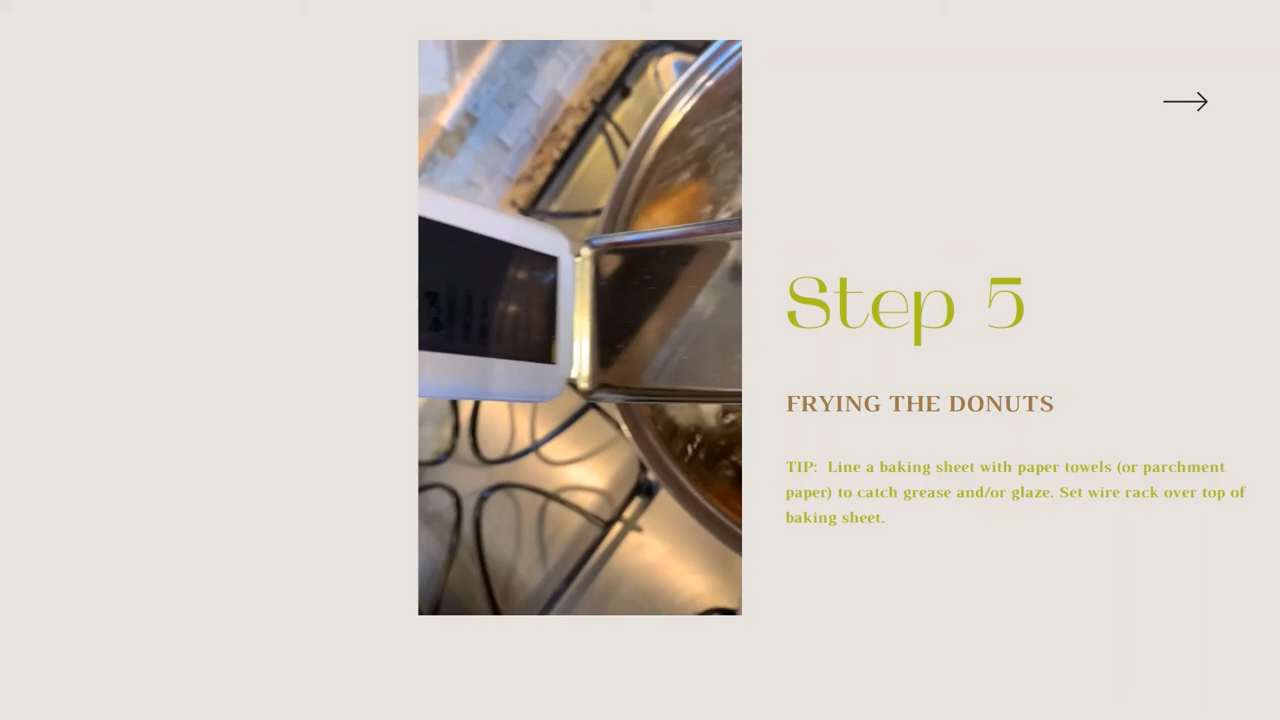 Step 5
FRYING THE DONUTS
TIP: Line a baking sheet with paper towels (or parchment
paper) to catch grease and/or glaze. Set wire rack over top of
baking sheet.